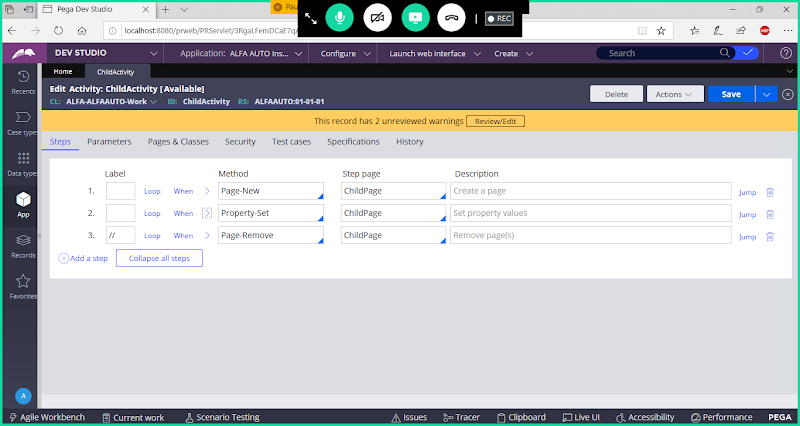 Pega Dev Studio
Pau
REC
localhost:8080/prweb/PRServlet/3RgaLFemDCaE7q
ABP
DEV STUDIO
Application: ALFA AUTO Ins...
Configure
Launch web interface
Create
Search
Recents
Case types
Data types
App
Records
Favorites
Home
ChildActivity
Edit Activity: ChildActivity [Available]
CL: ALFA-ALFAAUTO-Work ID: ChildActivity RS: ALFAAUTO:01-01-01
Delete
Actions
Save
This record has 2 unreviewed warnings Review/Edit
Steps Parameters Pages & Classes Security Test cases Specifications History
Label Method Step page Description
1. Loop When Page-New ChildPage Create a page Jump
2. Loop When Property-Set ChildPage Set property values Jump
3. // Loop When Page-Remove ChildPage Remove page(s) Jump
Add a step Collapse all steps
A
Agile Workbench Current work Scenario Testing Issues Tracer Clipboard Live UI Accessibility Performance PEGA